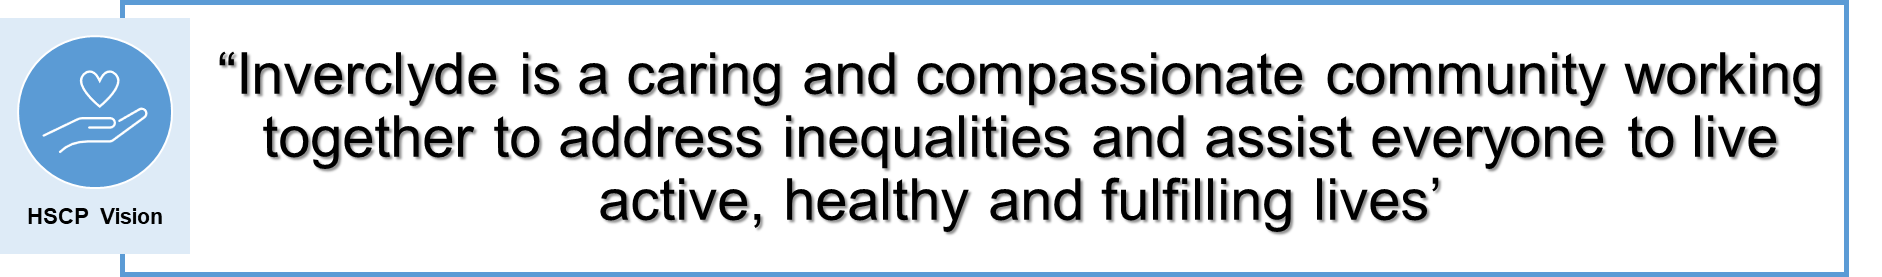 HSCP Vision
“Inverclyde is a caring and compassionate community working
together to address inequalities and assist everyone to live
active, healthy and fulfilling lives’